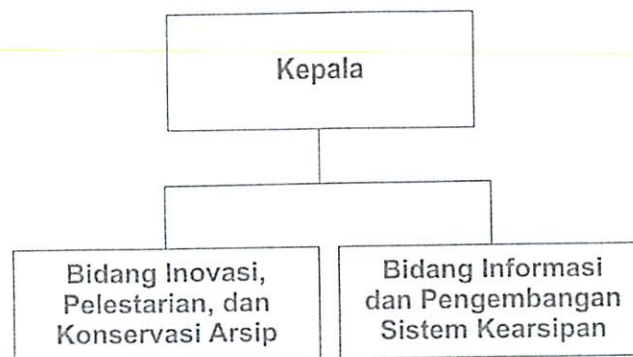 Kepala
Bidang Inovasi,
Pelestarian, dan
Konservasi Arsip
Bidang Informasi
dan Pengembangan
Sistem Kearsipan